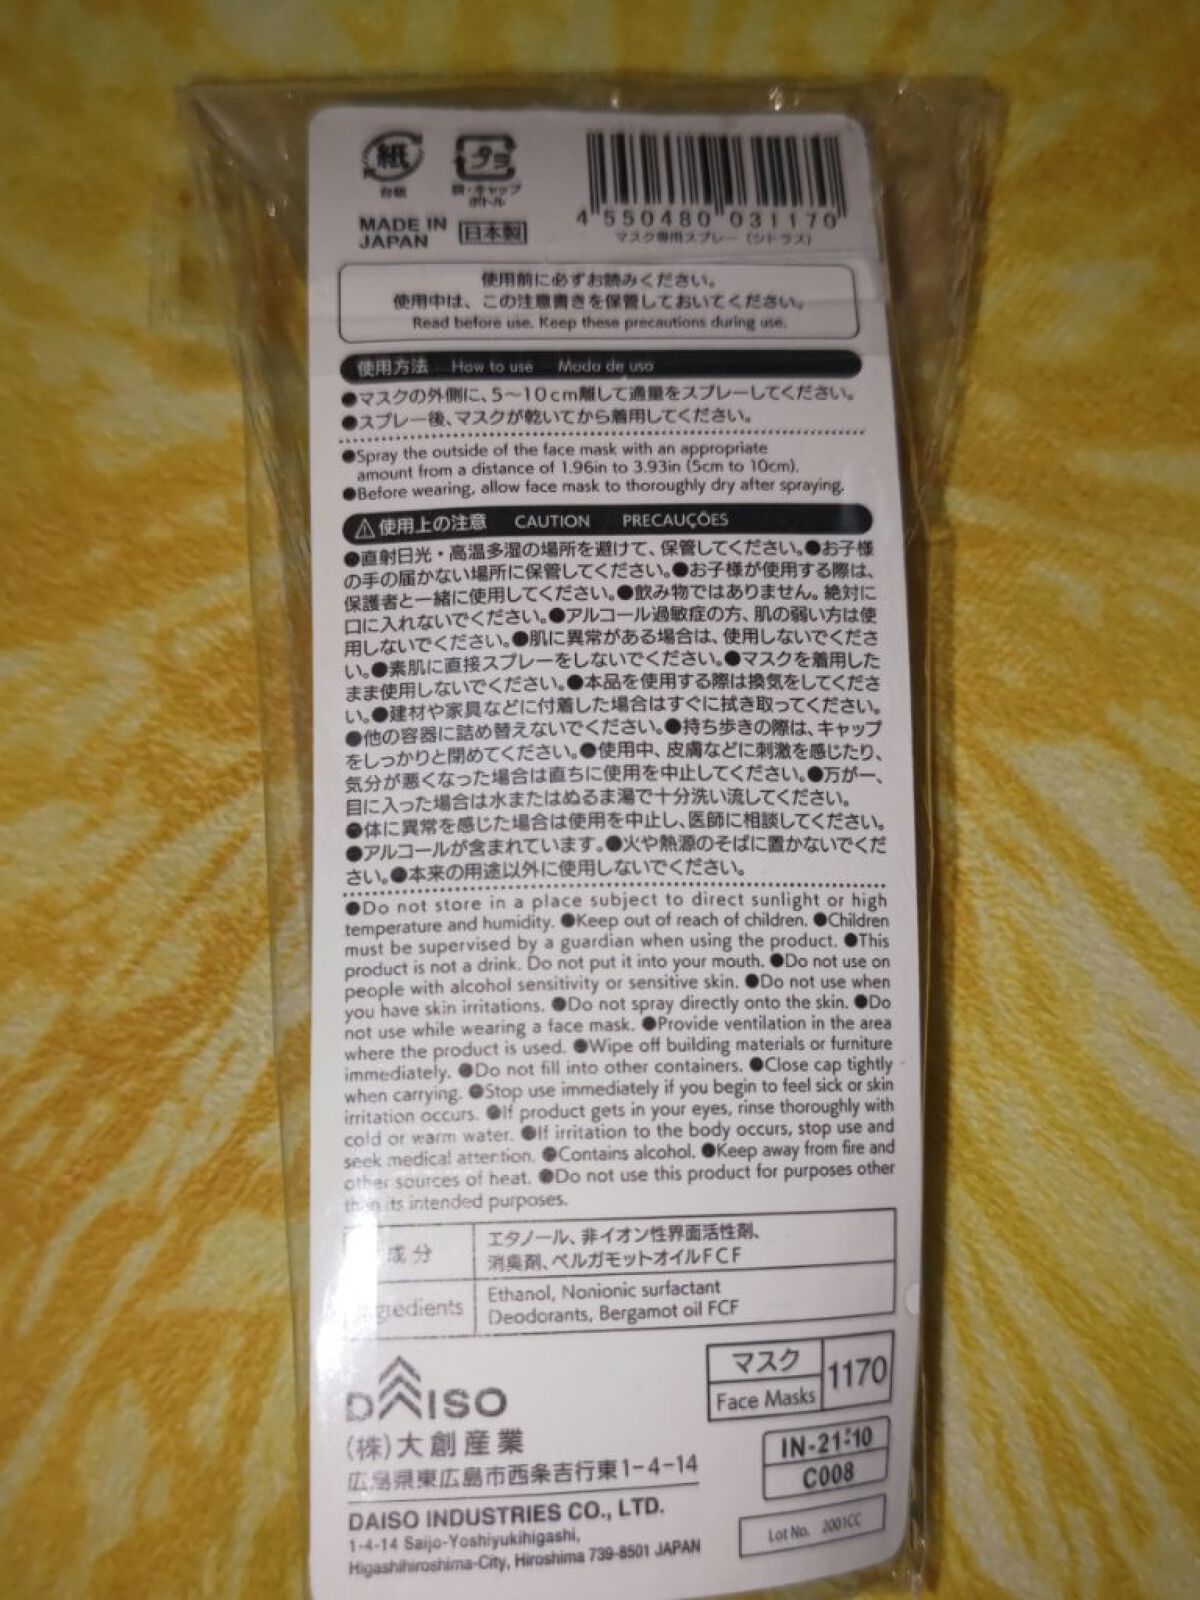 紙
台紙
プラ
袋・キャップ
ボトル
MADE IN
JAPAN
日本製
4 550480 031170
マスク専用スプレー（シトラス）
使用前に必ずお読みください。
使用中は、この注意書きを保管しておいてください。
Read before use. Keep these precautions during use.
使用方法 How to use Modo de uso
●マスクの外側に、5～10cm離して適量をスプレーしてください。
●スプレー後、マスクが乾いてから着用してください。
●Spray the outside of the face mask with an appropriate
amount from a distance of 1.96in to 3.93in (5cm to 10cm).
●Before wearing, allow face mask to thoroughly dry after spraying.
⚠使用上の注意 CAUTION PRECAUÇÕES
●直射日光・高温多湿の場所を避けて、保管してください。●お子様
の手の届かない場所に保管してください。●お子様が使用する際は、
保護者と一緒に使用してください。●飲み物ではありません。絶対に
口に入れないでください。●アルコール過敏症の方、肌の弱い方は使
用しないでください。●肌に異常がある場合は、使用しないでくださ
い。●素肌に直接スプレーをしないでください。●マスクを着用した
まま使用しないでください。●本品を使用する際は換気をしてくださ
い。●建材や家具などに付着した場合はすぐに拭き取ってください。
●他の容器に詰め替えないでください。●持ち歩きの際は、キャップ
をしっかりと閉めてください。●使用中、皮膚などに刺激を感じたり、
気分が悪くなった場合は直ちに使用を中止してください。●万が一、
目に入った場合は水またはぬるま湯で十分洗い流してください。
●体に異常を感じた場合は使用を中止し、医師に相談してください。
●アルコールが含まれています。●火や熱源のそばに置かないでくだ
さい。●本来の用途以外に使用しないでください。
●Do not store in a place subject to direct sunlight or high
temperature and humidity. ●Keep out of reach of children. ●Children
must be supervised by a guardian when using the product. ●This
product is not a drink. Do not put it into your mouth. ●Do not use on
people with alcohol sensitivity or sensitive skin. ●Do not use when
you have skin irritations. ●Do not spray directly onto the skin. ●Do
not use while wearing a face mask. ●Provide ventilation in the area
where the product is used. ●Wipe off building materials or furniture
immediately. ●Do not fill into other containers. ●Close cap tightly
when carrying. ●Stop use immediately if you begin to feel sick or skin
irritation occurs. ●If product gets in your eyes, rinse thoroughly with
cold or warm water. ●If irritation to the body occurs, stop use and
seek medical attention. ●Contains alcohol. ●Keep away from fire and
other sources of heat. ●Do not use this product for purposes other
than its intended purposes.
成分
エタノール、非イオン性界面活性剤、
消臭剤、ベルガモットオイルFCF
Ingredients
Ethanol, Nonionic surfactant
Deodorants, Bergamot oil FCF
DAISO
(株)大創産業
広島県東広島市西条吉行東1-4-14
DAISO INDUSTRIES CO., LTD.
1-4-14 Saijo-Yoshiyukihigashi,
Higashihiroshima-City, Hiroshima 739-8501 JAPAN
マスク
Face Masks
1170
IN-21-10
C008
Lot No. 2001CC